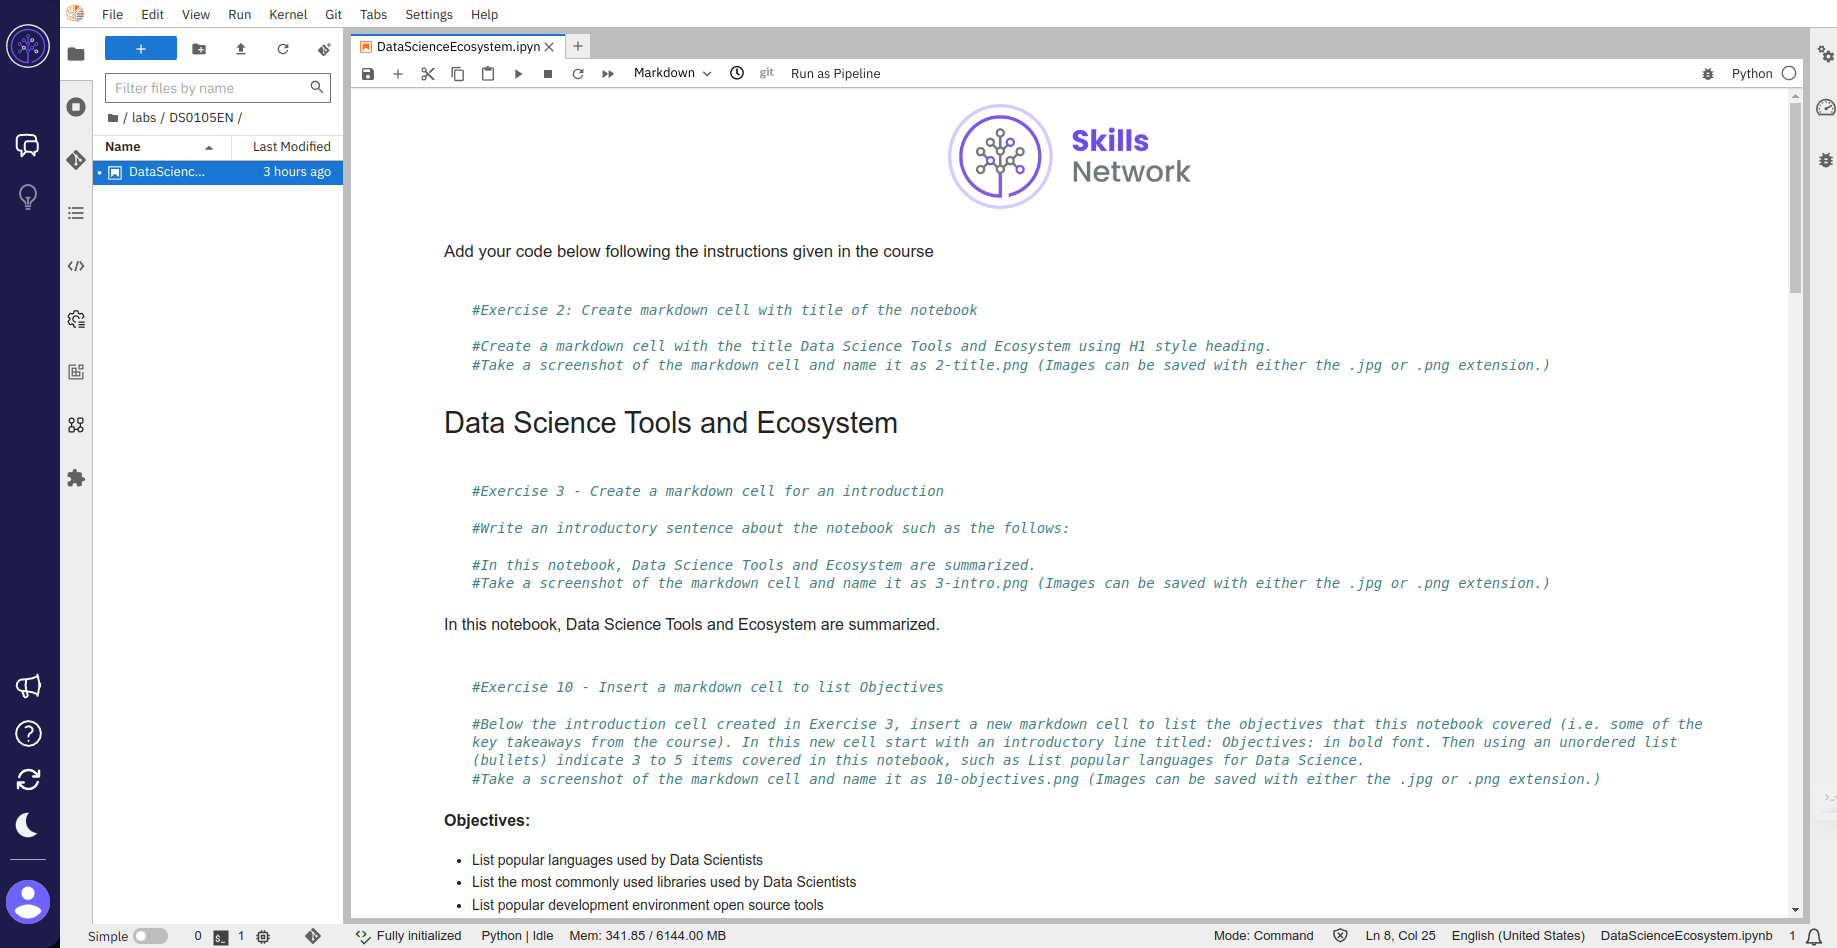 File Edit View Run Kernel Git Tabs Settings Help
+
Filter files by name
/ labs / DS0105EN /
Name Last Modified
DataScienc... 3 hours ago
DataScienceEcosystem.ipyn
Markdown git Run as Pipeline Python
Skills
Network
Add your code below following the instructions given in the course
#Exercise 2: Create markdown cell with title of the notebook
#Create a markdown cell with the title Data Science Tools and Ecosystem using H1 style heading.
#Take a screenshot of the markdown cell and name it as 2-title.png (Images can be saved with either the .jpg or .png extension.)
Data Science Tools and Ecosystem
#Exercise 3 - Create a markdown cell for an introduction
#Write an introductory sentence about the notebook such as the follows:
#In this notebook, Data Science Tools and Ecosystem are summarized.
#Take a screenshot of the markdown cell and name it as 3-intro.png (Images can be saved with either the .jpg or .png extension.)
In this notebook, Data Science Tools and Ecosystem are summarized.
#Exercise 10 - Insert a markdown cell to list Objectives
#Below the introduction cell created in Exercise 3, insert a new markdown cell to list the objectives that this notebook covered (i.e. some of the
key takeaways from the course). In this new cell start with an introductory line titled: Objectives: in bold font. Then using an unordered list
(bullets) indicate 3 to 5 items covered in this notebook, such as List popular languages for Data Science.
#Take a screenshot of the markdown cell and name it as 10-objectives.png (Images can be saved with either the .jpg or .png extension.)
Objectives:
• List popular languages used by Data Scientists
• List the most commonly used libraries used by Data Scientists
• List popular development environment open source tools
Simple 0 1 Fully initialized Python | Idle Mem: 341.85 / 6144.00 MB Mode: Command Ln 8, Col 25 English (United States) DataScienceEcosystem.ipynb 1